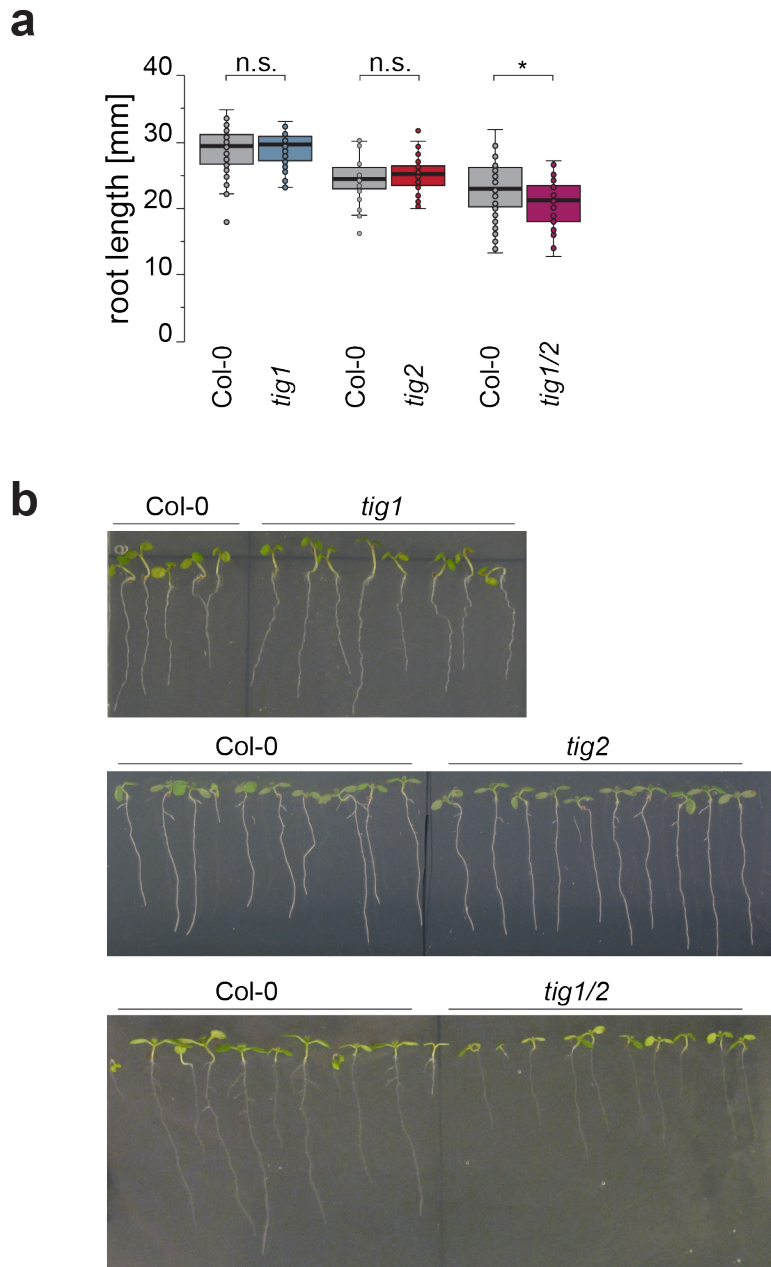 a
n.s. n.s. *
40
30
20
10
0
root length [mm]
Col-0 tig1 Col-0 tig2 Col-0 tig1/2
b
Col-0 tig1
Col-0 tig2
Col-0 tig1/2